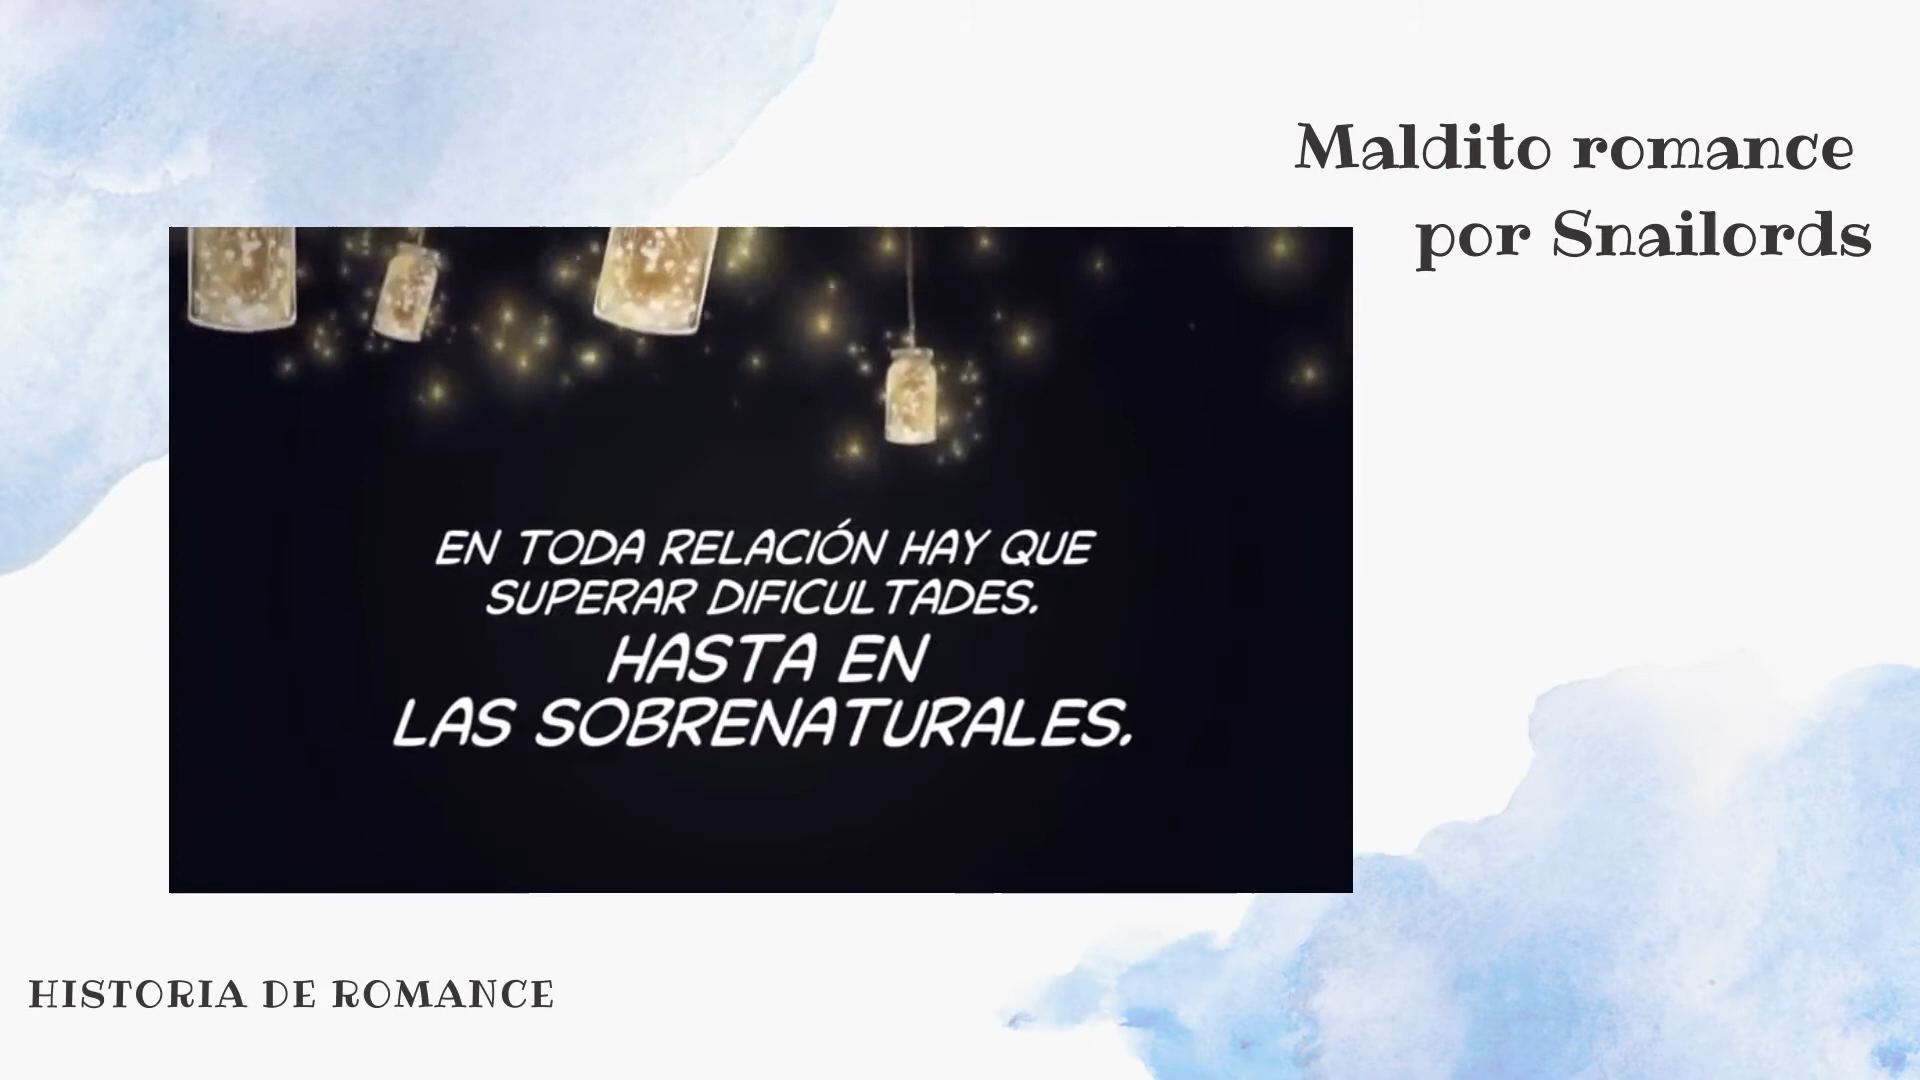 Maldito romance
por Snailords
EN TODA RELACIÓN HAY QUE
SUPERAR DIFICULTADES.
HASTA EN
LAS SOBRENATURALES.
HISTORIA DE ROMANCE